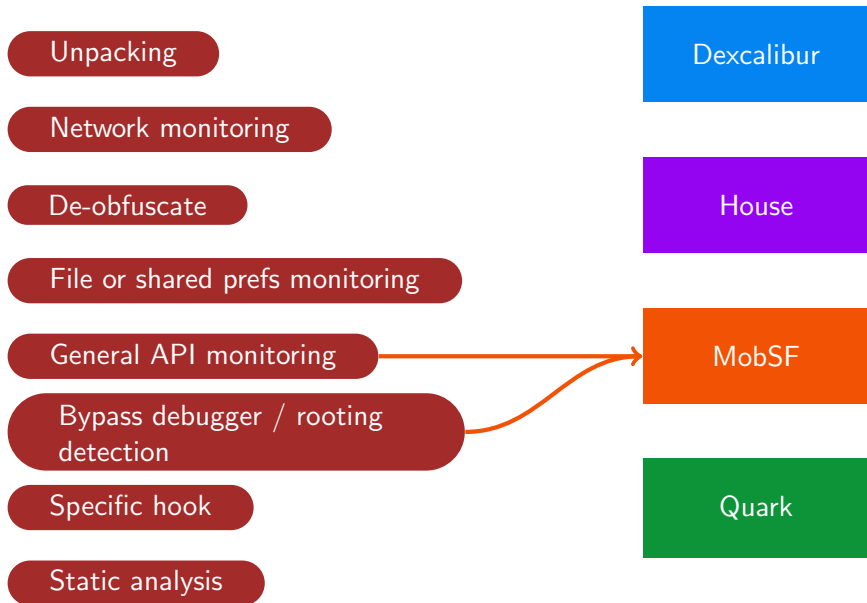 Unpacking
Network monitoring
De-obfuscate
File or shared prefs monitoring
General API monitoring
Bypass debugger / rooting
detection
Specific hook
Static analysis
Dexcalibur
House
MobSF
Quark